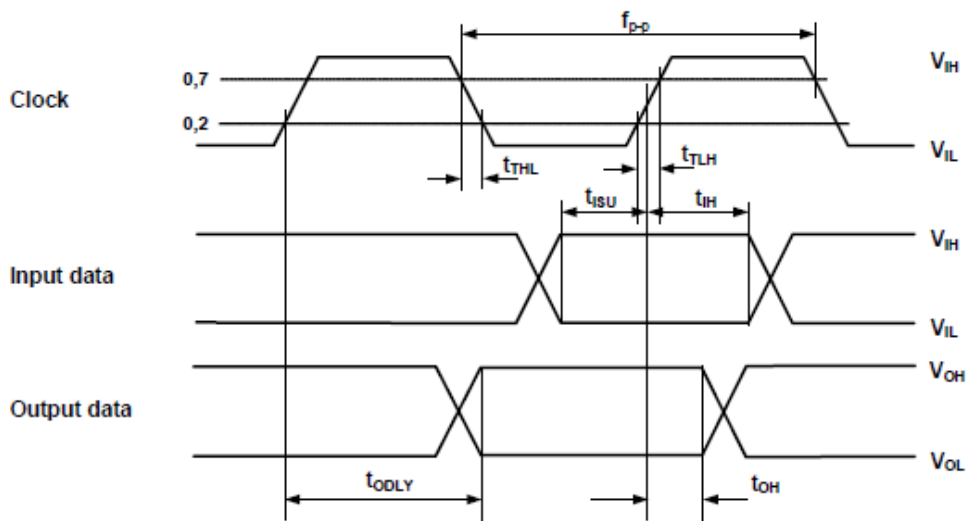 fp-p
VIH
0,7
Clock
0,2
VIL
tTHL
tTLH
tISU
tIH
VIH
Input data
VIL
VOH
Output data
VOL
tODLY
tOH